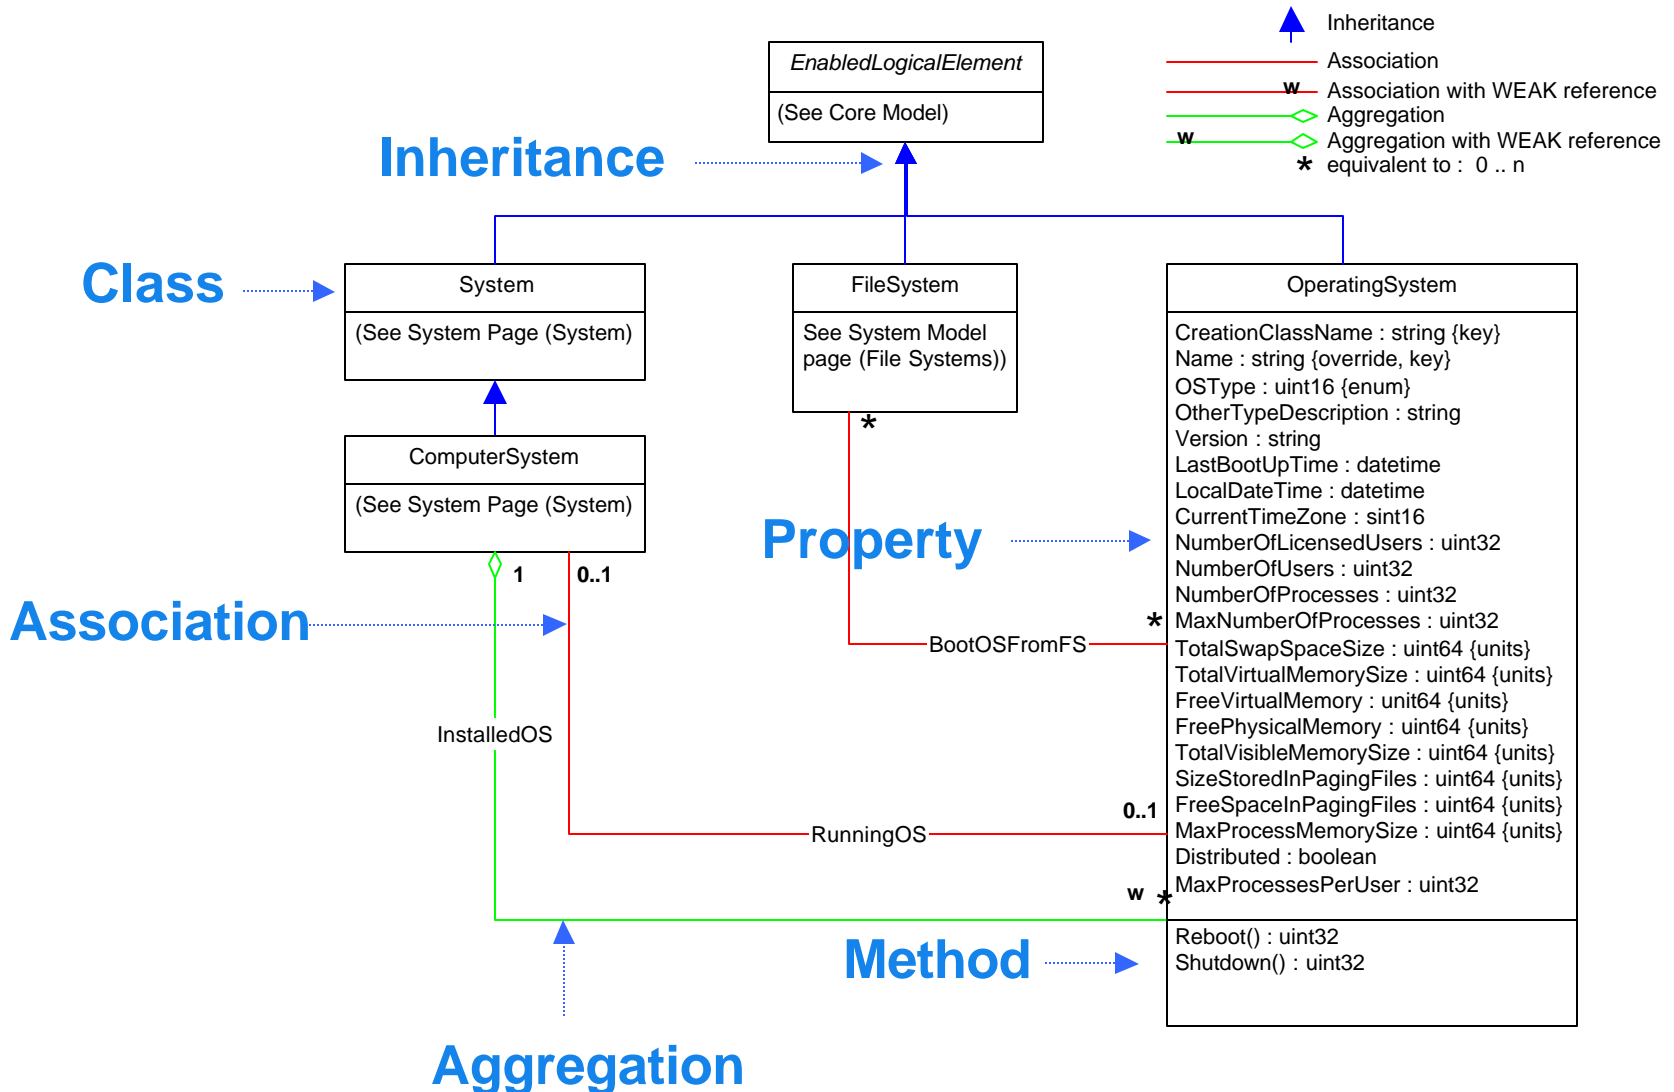 Inheritance
Association
w Association with WEAK reference
Aggregation
w Aggregation with WEAK reference
* equivalent to : 0 .. n
EnabledLogicalElement
(See Core Model)
Inheritance
Class
System
(See System Page (System)
FileSystem
See System Model
page (File Systems))
*
ComputerSystem
(See System Page (System)
1
0..1
Association
Property
BootOSFromFS
*
InstalledOS
RunningOS
0..1
w *
OperatingSystem
CreationClassName : string {key}
Name : string {override, key}
OSType : uint16 {enum}
OtherTypeDescription : string
Version : string
LastBootUpTime : datetime
LocalDateTime : datetime
CurrentTimeZone : sint16
NumberOfLicensedUsers : uint32
NumberOfUsers : uint32
NumberOfProcesses : uint32
MaxNumberOfProcesses : uint32
TotalSwapSpaceSize : uint64 {units}
TotalVirtualMemorySize : uint64 {units}
FreeVirtualMemory : unit64 {units}
FreePhysicalMemory : uint64 {units}
TotalVisibleMemorySize : uint64 {units}
SizeStoredInPagingFiles : uint64 {units}
FreeSpaceInPagingFiles : uint64 {units}
MaxProcessMemorySize : uint64 {units}
Distributed : boolean
MaxProcessesPerUser : uint32
Method
Reboot() : uint32
Shutdown() : uint32
Aggregation